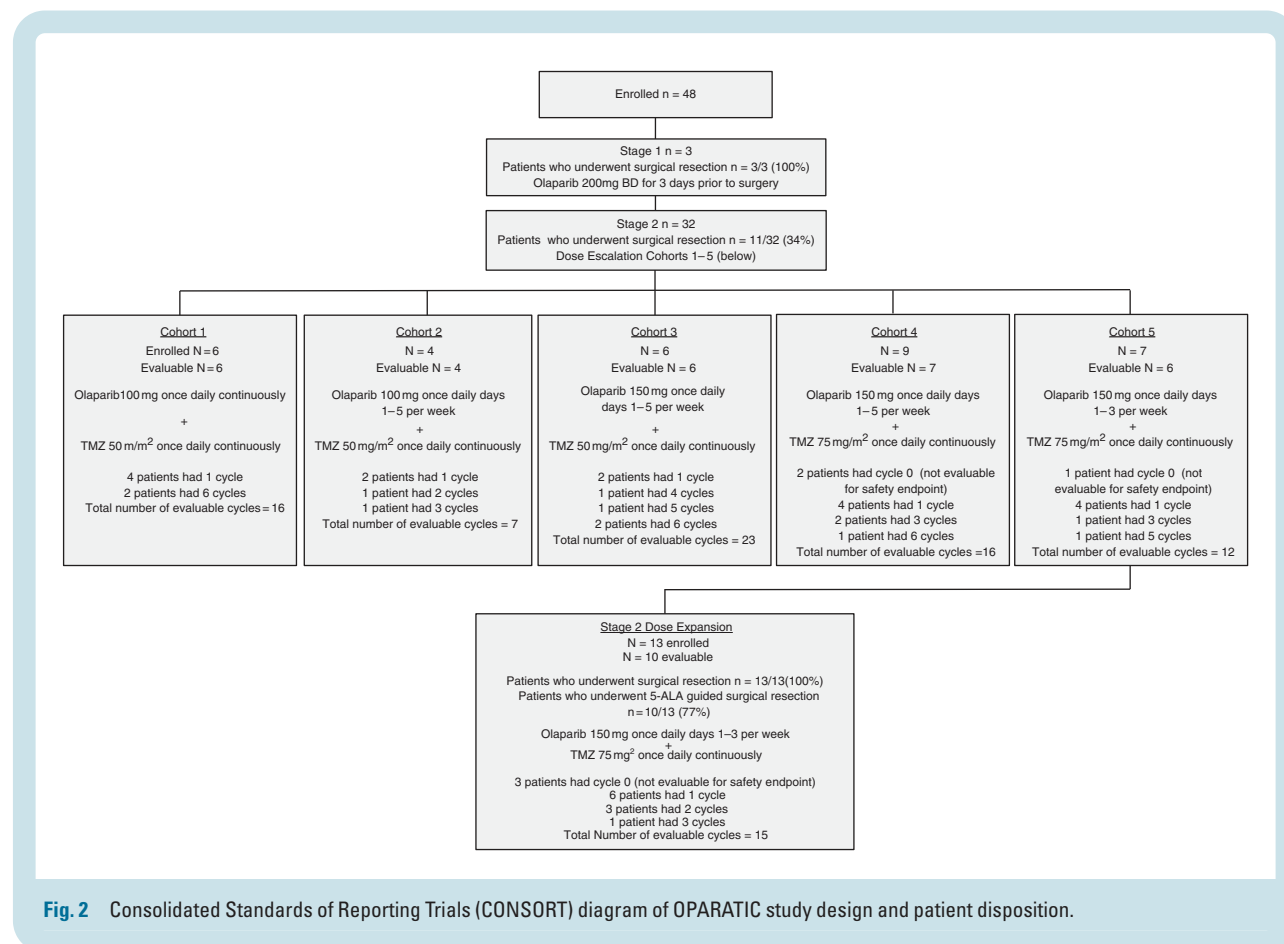 Enrolled n = 48
Stage 1 n = 3
Patients who underwent surgical resection n = 3/3 (100%)
Olaparib 200mg BD for 3 days prior to surgery
Stage 2 n = 32
Patients who underwent surgical resection n = 11/32 (34%)
Dose Escalation Cohorts 1–5 (below)
Cohort 1
Enrolled N=6
Evaluable N=6
Olaparib100 mg once daily continuously
+
TMZ 50 m/m² once daily continuously
4 patients had 1 cycle
2 patients had 6 cycles
Total number of evaluable cycles = 16
Cohort 2
N = 4
Evaluable N = 4
Olaparib 100 mg once daily days
1–5 per week
+
TMZ 50 mg/m² once daily continuously
2 patients had 1 cycle
1 patient had 2 cycles
1 patient had 3 cycles
Total number of evaluable cycles = 7
Cohort 3
N = 6
Evaluable N = 6
Olaparib 150 mg once daily
days 1–5 per week
+
TMZ 50 mg/m² once daily continuously
2 patients had 1 cycle
1 patient had 4 cycles
1 patient had 5 cycles
2 patients had 6 cycles
Total number of evaluable cycles = 23
Cohort 4
N = 9
Evaluable N = 7
Olaparib 150 mg once daily days
1–5 per week
+
TMZ 75 mg/m² once daily continuously
2 patients had cycle 0 (not evaluable
for safety endpoint)
4 patients had 1 cycle
2 patients had 3 cycles
1 patient had 6 cycles
Total number of evaluable cycles =16
Cohort 5
N = 7
Evaluable N = 6
Olaparib 150 mg once daily days
1–3 per week
+
TMZ 75 mg/m² once daily continuously
1 patient had cycle 0 (not
evaluable for safety endpoint)
4 patients had 1 cycle
1 patient had 3 cycles
1 patient had 5 cycles
Total number of evaluable cycles = 12
Stage 2 Dose Expansion
N = 13 enrolled
N = 10 evaluable
Patients who underwent surgical resection n = 13/13(100%)
Patients who underwent 5-ALA guided surgical resection
n=10/13 (77%)
Olaparib 150 mg once daily days 1–3 per week
+
TMZ 75 mg² once daily continuously
3 patients had cycle 0 (not evaluable for safety endpoint)
6 patients had 1 cycle
3 patients had 2 cycles
1 patient had 3 cycles
Total Number of evaluable cycles = 15
Fig. 2 Consolidated Standards of Reporting Trials (CONSORT) diagram of OPARATIC study design and patient disposition.